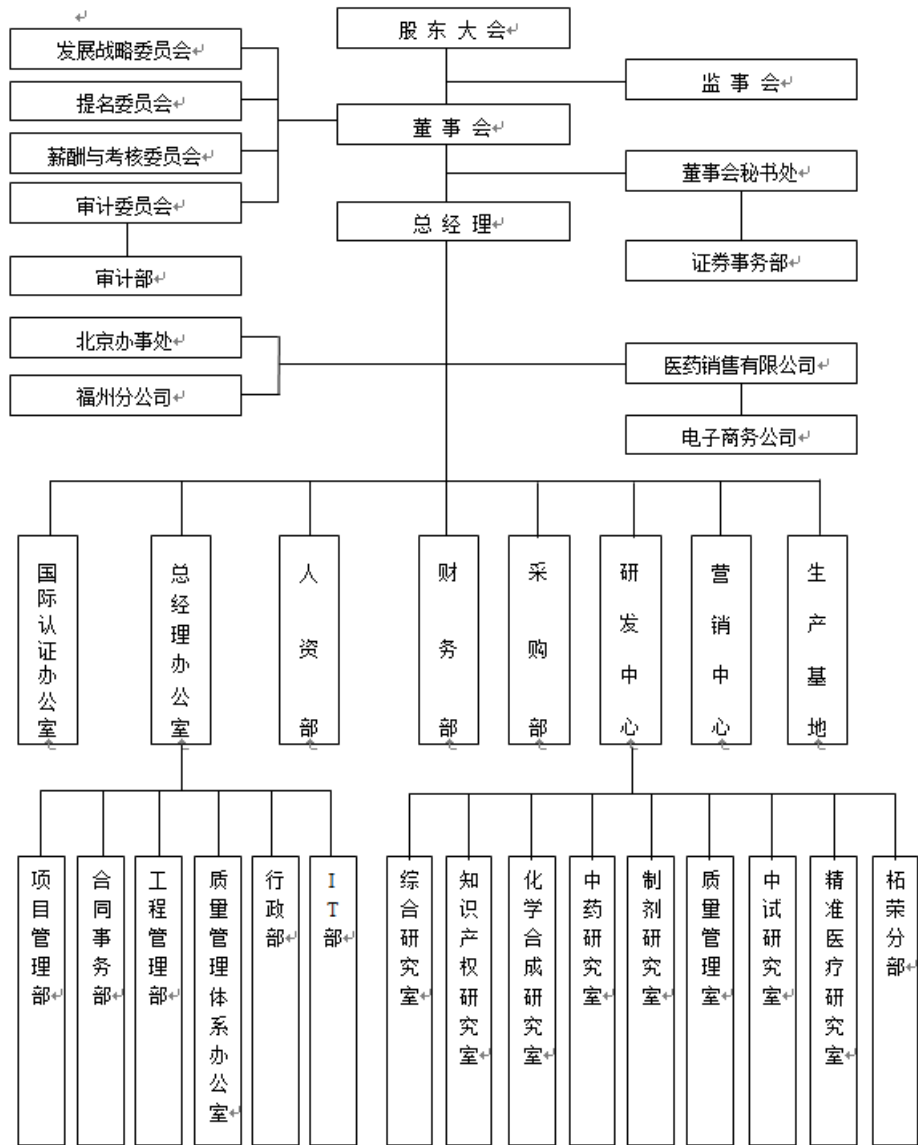 股东大会
发展战略委员会
监事会
提名委员会
董事会
薪酬与考核委员会
董事会秘书处
审计委员会
总经理
证券事务部
审计部
北京办事处
医药销售有限公司
福州分公司
电子商务公司
国际认证办公室
总经理办公室
人资部
财务部
采购部
研发中心
营销中心
生产基地
项目管理部
合同事务部
工程管理部
质量管理体系办公室
行政部
IT部
综合研究室
知识产权研究室
化学合成研究室
中药研究室
制剂研究室
质量管理室
中试研究室
精准医疗研究室
柘荣分部